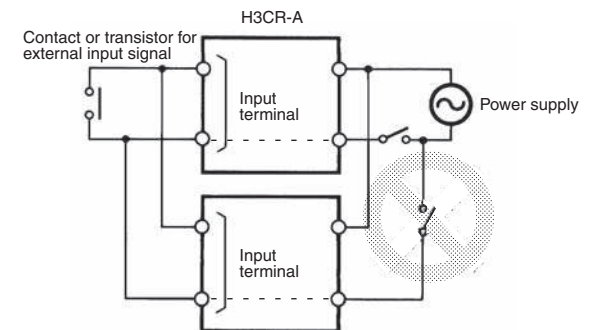 H3CR-A
Contact or transistor for
external input signal
Input
terminal
Power supply
Input
terminal